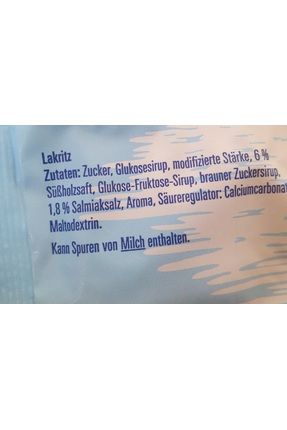 Lakritz
Zutaten: Zucker, Glukosesirup, modifizierte Stärke, 6 %
Süßholzsaft, Glukose-Fruktose-Sirup, brauner Zuckersirup,
1,8 % Salmiaksalz, Aroma, Säureregulator: Calciumcarbonat
Maltodextrin.
Kann Spuren von Milch enthalten.